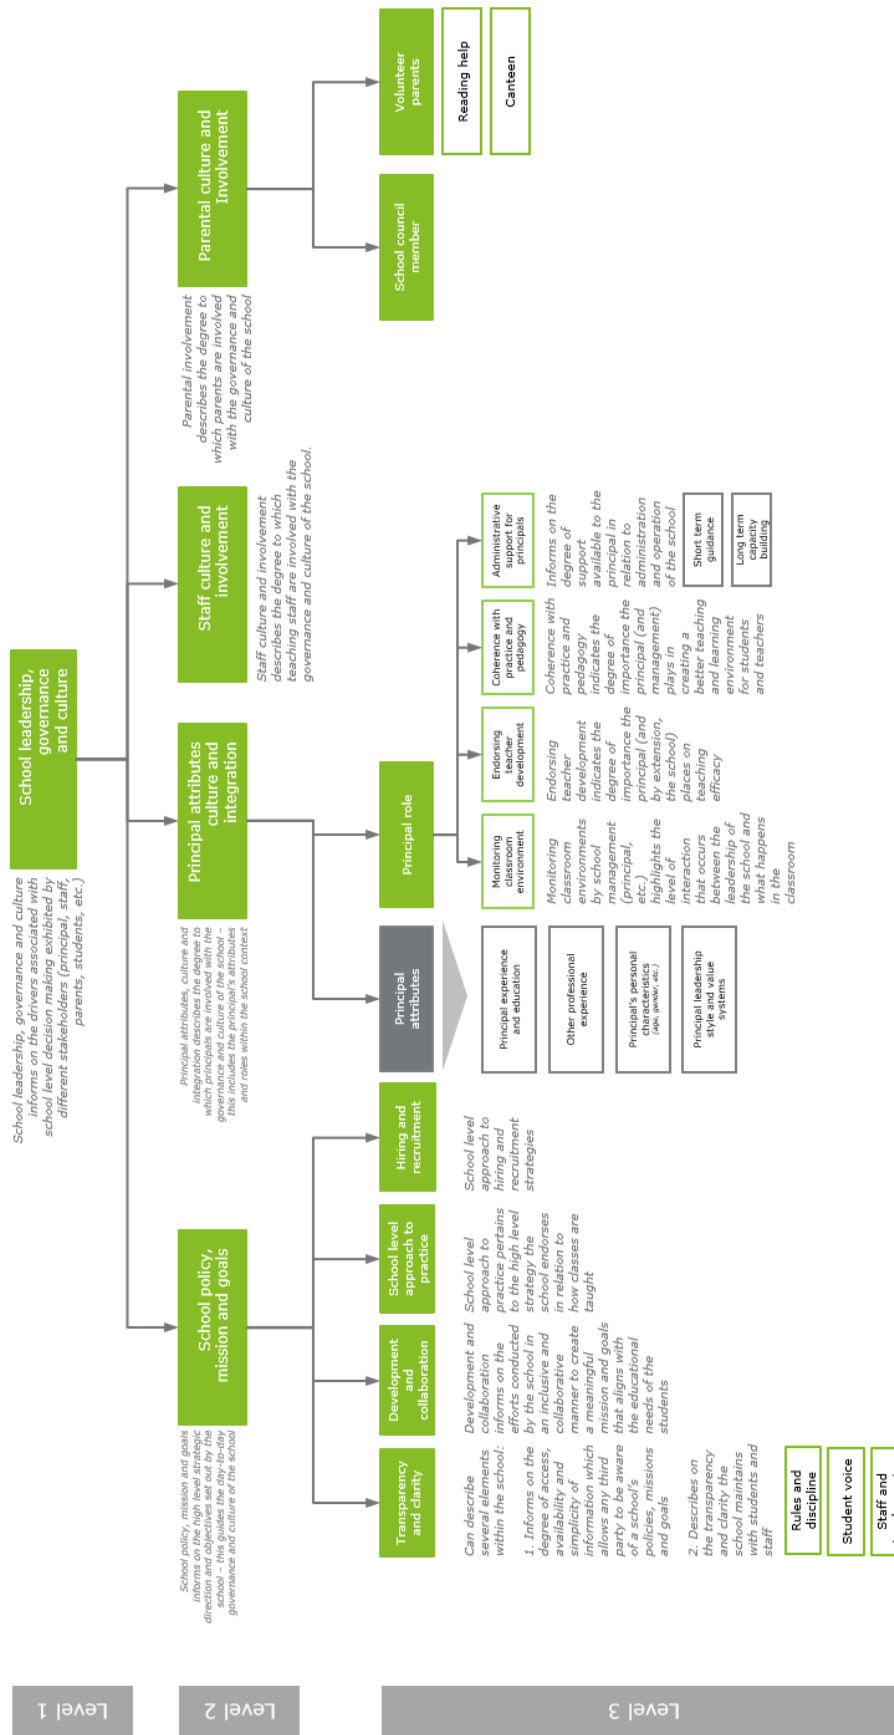 Level 1
School leadership, governance and culture
informs on the drivers associated with
school level decision making exhibited by
different stakeholders (principal, staff,
parents, students, etc.)
School leadership,
governance
and culture
Level 2
School policy, mission and goals
informs on the high level strategic
direction and objectives set out by the
school – this guides the day-to-day
governance and culture of the school
School policy,
mission and goals
Principal attributes, culture and
integration describes the degree to
which principals are involved with the
governance and culture of the school –
this includes the principal's attributes
and roles within the school context
Principal attributes
culture and
integration
Staff culture and
involvement
Staff culture and involvement
describes the degree to which
teaching staff are involved with the
governance and culture of the school.
Parental involvement
describes the degree to
which parents are involved
with the governance and
culture of the school
Parental culture and
Involvement
Level 3
Transparency
and clarity
Can describe
several elements
within the school:
1. Informs on the
degree of access,
availability and
simplicity of
information which
allows any third
party to be aware
of a school's
policies, missions
and goals
2. Describes on
the transparency
and clarity the
school maintains
with students and
staff
Rules and
discipline
Student voice
Staff and
Development
and
collaboration
Development and
collaboration
informs on the
efforts conducted
by the school in
an inclusive and
collaborative
manner to create
a meaningful
mission and goals
that aligns with
the educational
needs of the
students
School level
approach to
practice
School level
approach to
practice pertains
to the high level
strategy the
school endorses
in relation to
how classes are
taught
Hiring and
recruitment
School level
approach to
hiring and
recruitment
strategies
Principal
attributes
Principal experience
and education
Other professional
experience
Principal's personal
characteristics
(age, gender, etc.)
Principal leadership
style and value
systems
Principal role
Monitoring
classroom
environment
Monitoring
classroom
environments
by school
management
(principal,
etc.)
highlights the
level of
interaction
that occurs
between the
leadership of
the school and
what happens
in the
classroom
Endorsing
teacher
development
Endorsing
teacher
development
indicates the
degree of
importance the
principal (and
by extension,
the school)
places on
teaching
efficacy
Coherence with
practice and
pedagogy
Coherence with
practice and
pedagogy
indicates the
degree of
importance the
principal (and
management)
plays in
creating a
better teaching
and learning
environment
for students
and teachers
Administrative
support for
principals
Informs on the
degree of
support
available to the
principal in
relation to
administration
and operation
of the school
Short term
guidance
Long term
capacity
building
School council
member
Volunteer
parents
Reading help
Canteen